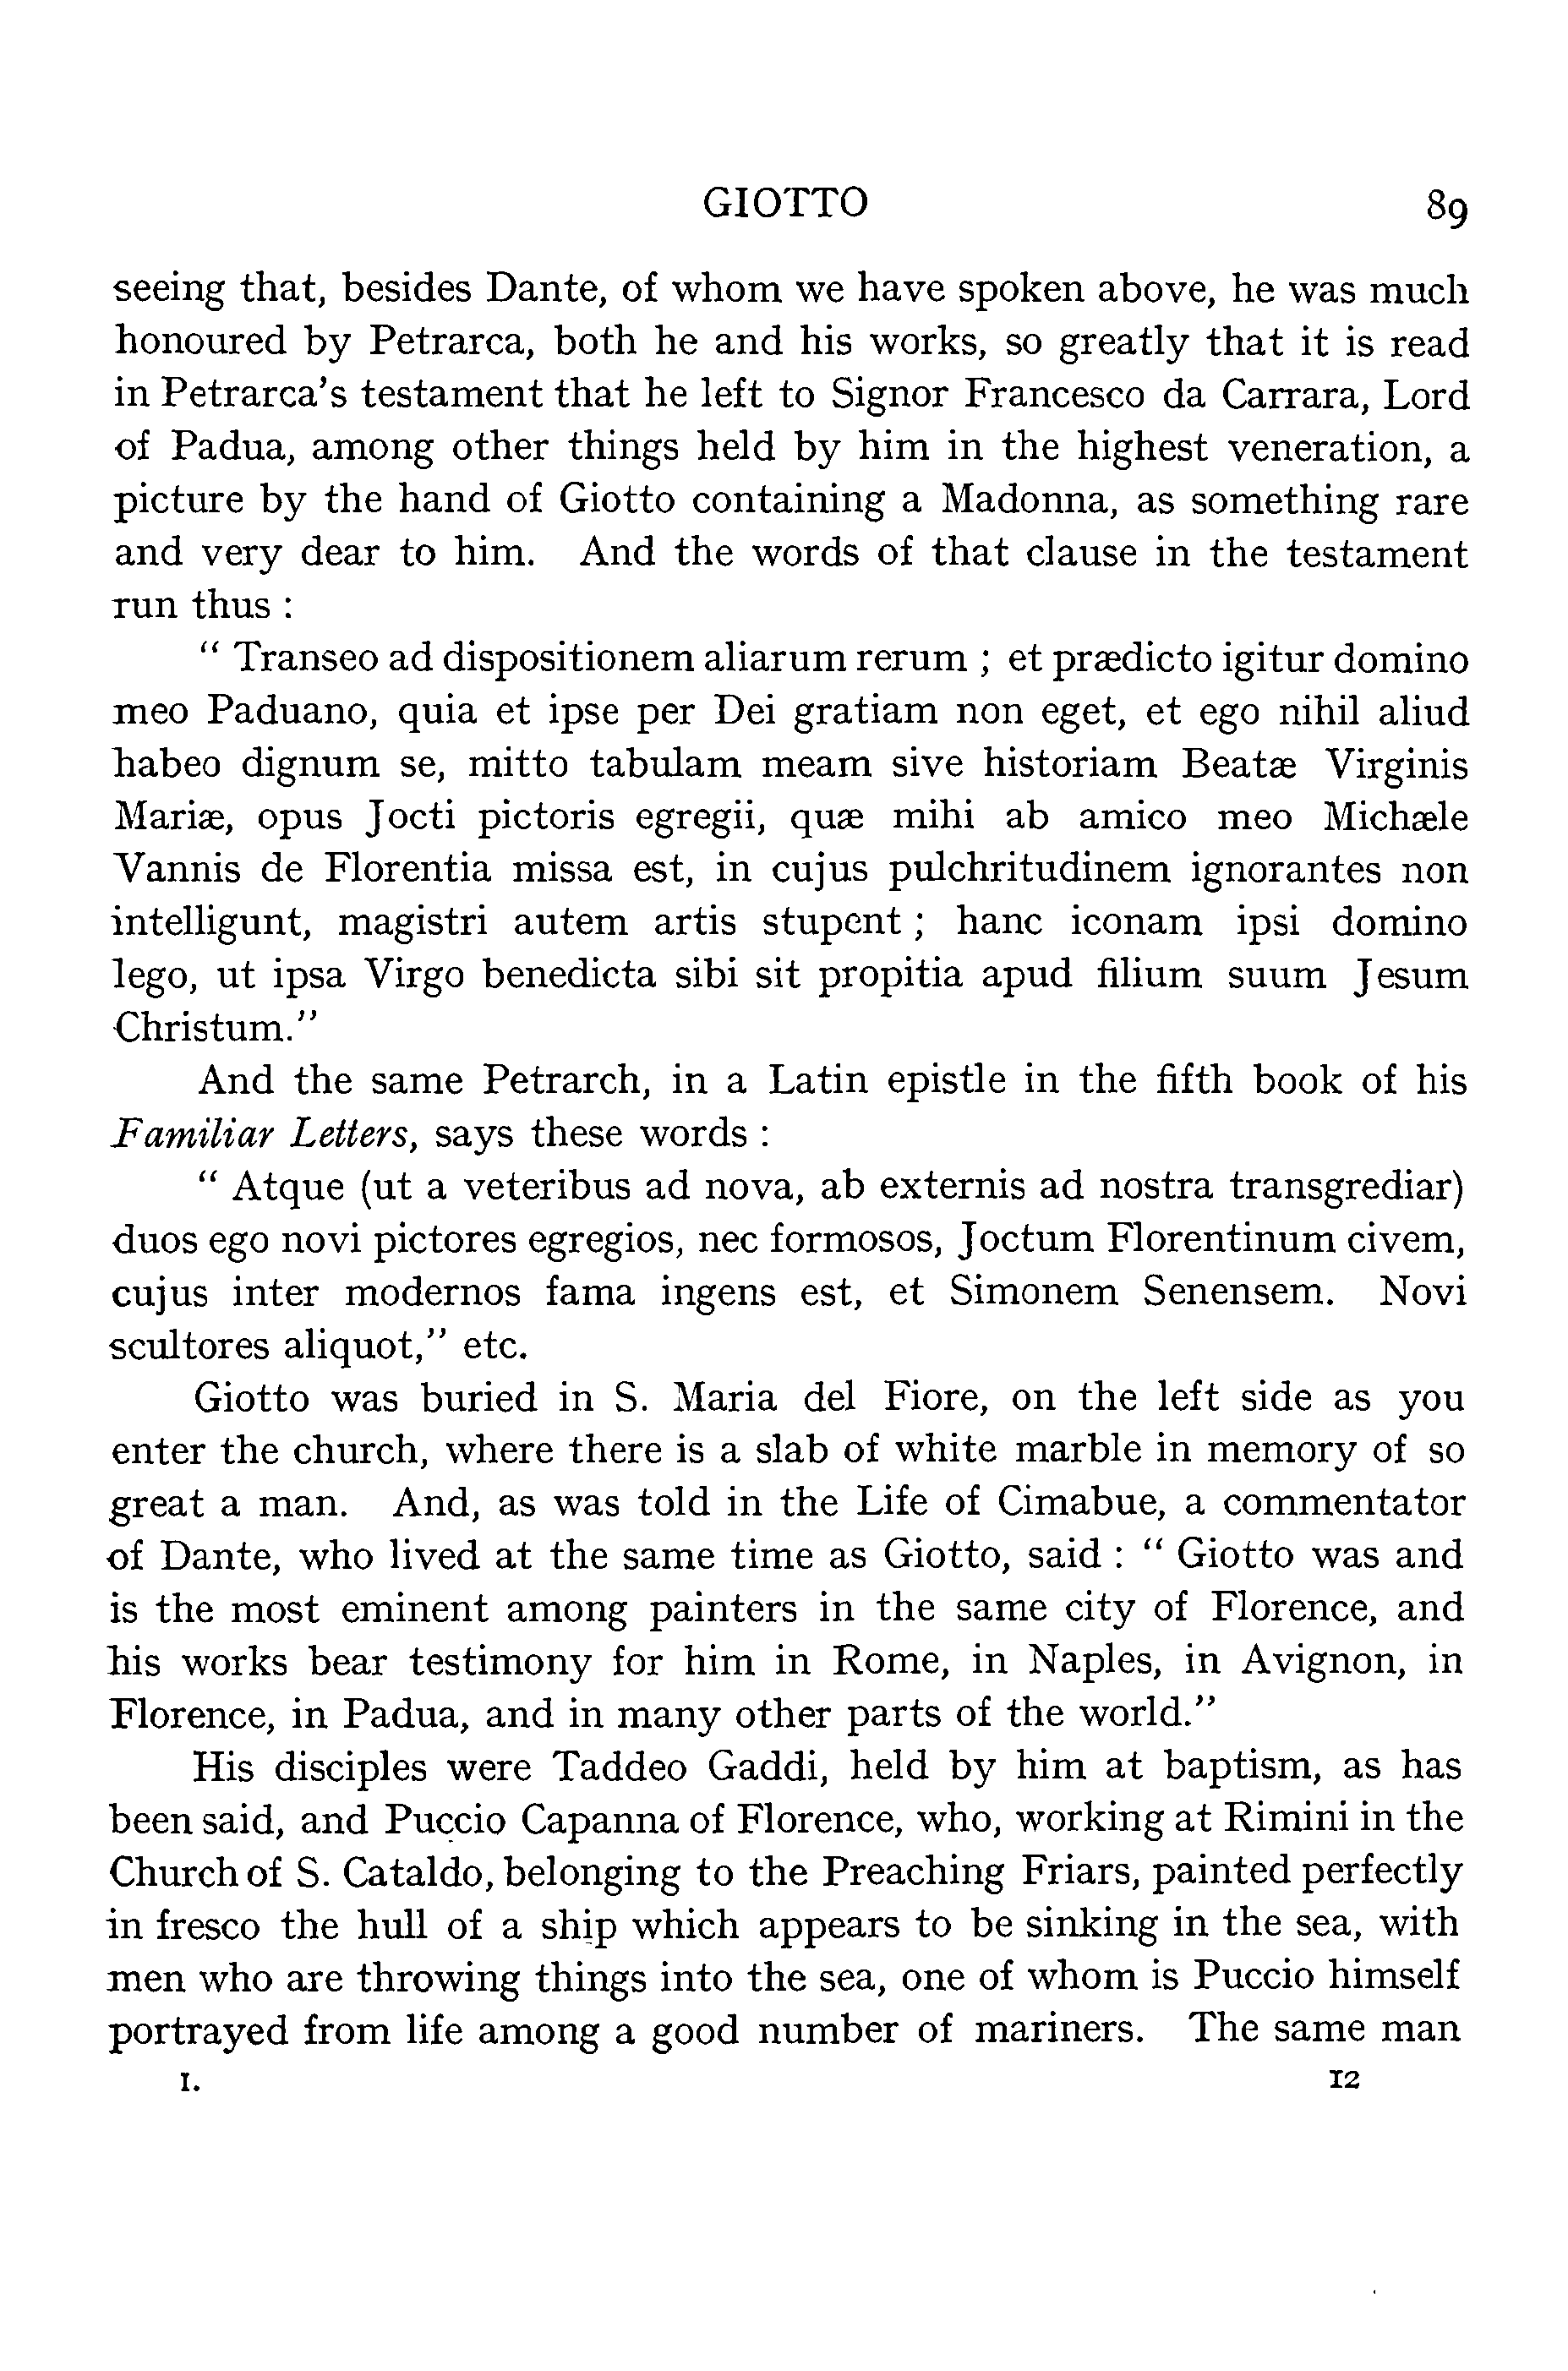 GIOTTO 89
seeing that, besides Dante, of whom we have spoken above, he was much
honoured by Petrarca, both he and his works, so greatly that it is read
in Petrarca's testament that he left to Signor Francesco da Carrara, Lord
of Padua, among other things held by him in the highest veneration, a
picture by the hand of Giotto containing a Madonna, as something rare
and very dear to him. And the words of that clause in the testament
run thus :
“ Transeo ad dispositionem aliarum rerum ; et prædicto igitur domino
meo Paduano, quia et ipse per Dei gratiam non eget, et ego nihil aliud
habeo dignum se, mitto tabulam meam sive historiam Beatæ Virginis
Mariæ, opus Jocti pictoris egregii, quæ mihi ab amico meo Michæle
Vannis de Florentia missa est, in cujus pulchritudinem ignorantes non
intelligunt, magistri autem artis stupent ; hanc iconam ipsi domino
lego, ut ipsa Virgo benedicta sibi sit propitia apud filium suum Jesum
Christum.”
And the same Petrarch, in a Latin epistle in the fifth book of his
Familiar Letters, says these words :
“ Atque (ut a veteribus ad nova, ab externis ad nostra transgrediar)
duos ego novi pictores egregios, nec formosos, Joctum Florentinum civem,
cujus inter modernos fama ingens est, et Simonem Senensem. Novi
scultores aliquot,” etc.
Giotto was buried in S. Maria del Fiore, on the left side as you
enter the church, where there is a slab of white marble in memory of so
great a man. And, as was told in the Life of Cimabue, a commentator
of Dante, who lived at the same time as Giotto, said : “ Giotto was and
is the most eminent among painters in the same city of Florence, and
his works bear testimony for him in Rome, in Naples, in Avignon, in
Florence, in Padua, and in many other parts of the world.”
His disciples were Taddeo Gaddi, held by him at baptism, as has
been said, and Puccio Capanna of Florence, who, working at Rimini in the
Church of S. Cataldo, belonging to the Preaching Friars, painted perfectly
in fresco the hull of a ship which appears to be sinking in the sea, with
men who are throwing things into the sea, one of whom is Puccio himself
portrayed from life among a good number of mariners. The same man
I. 12